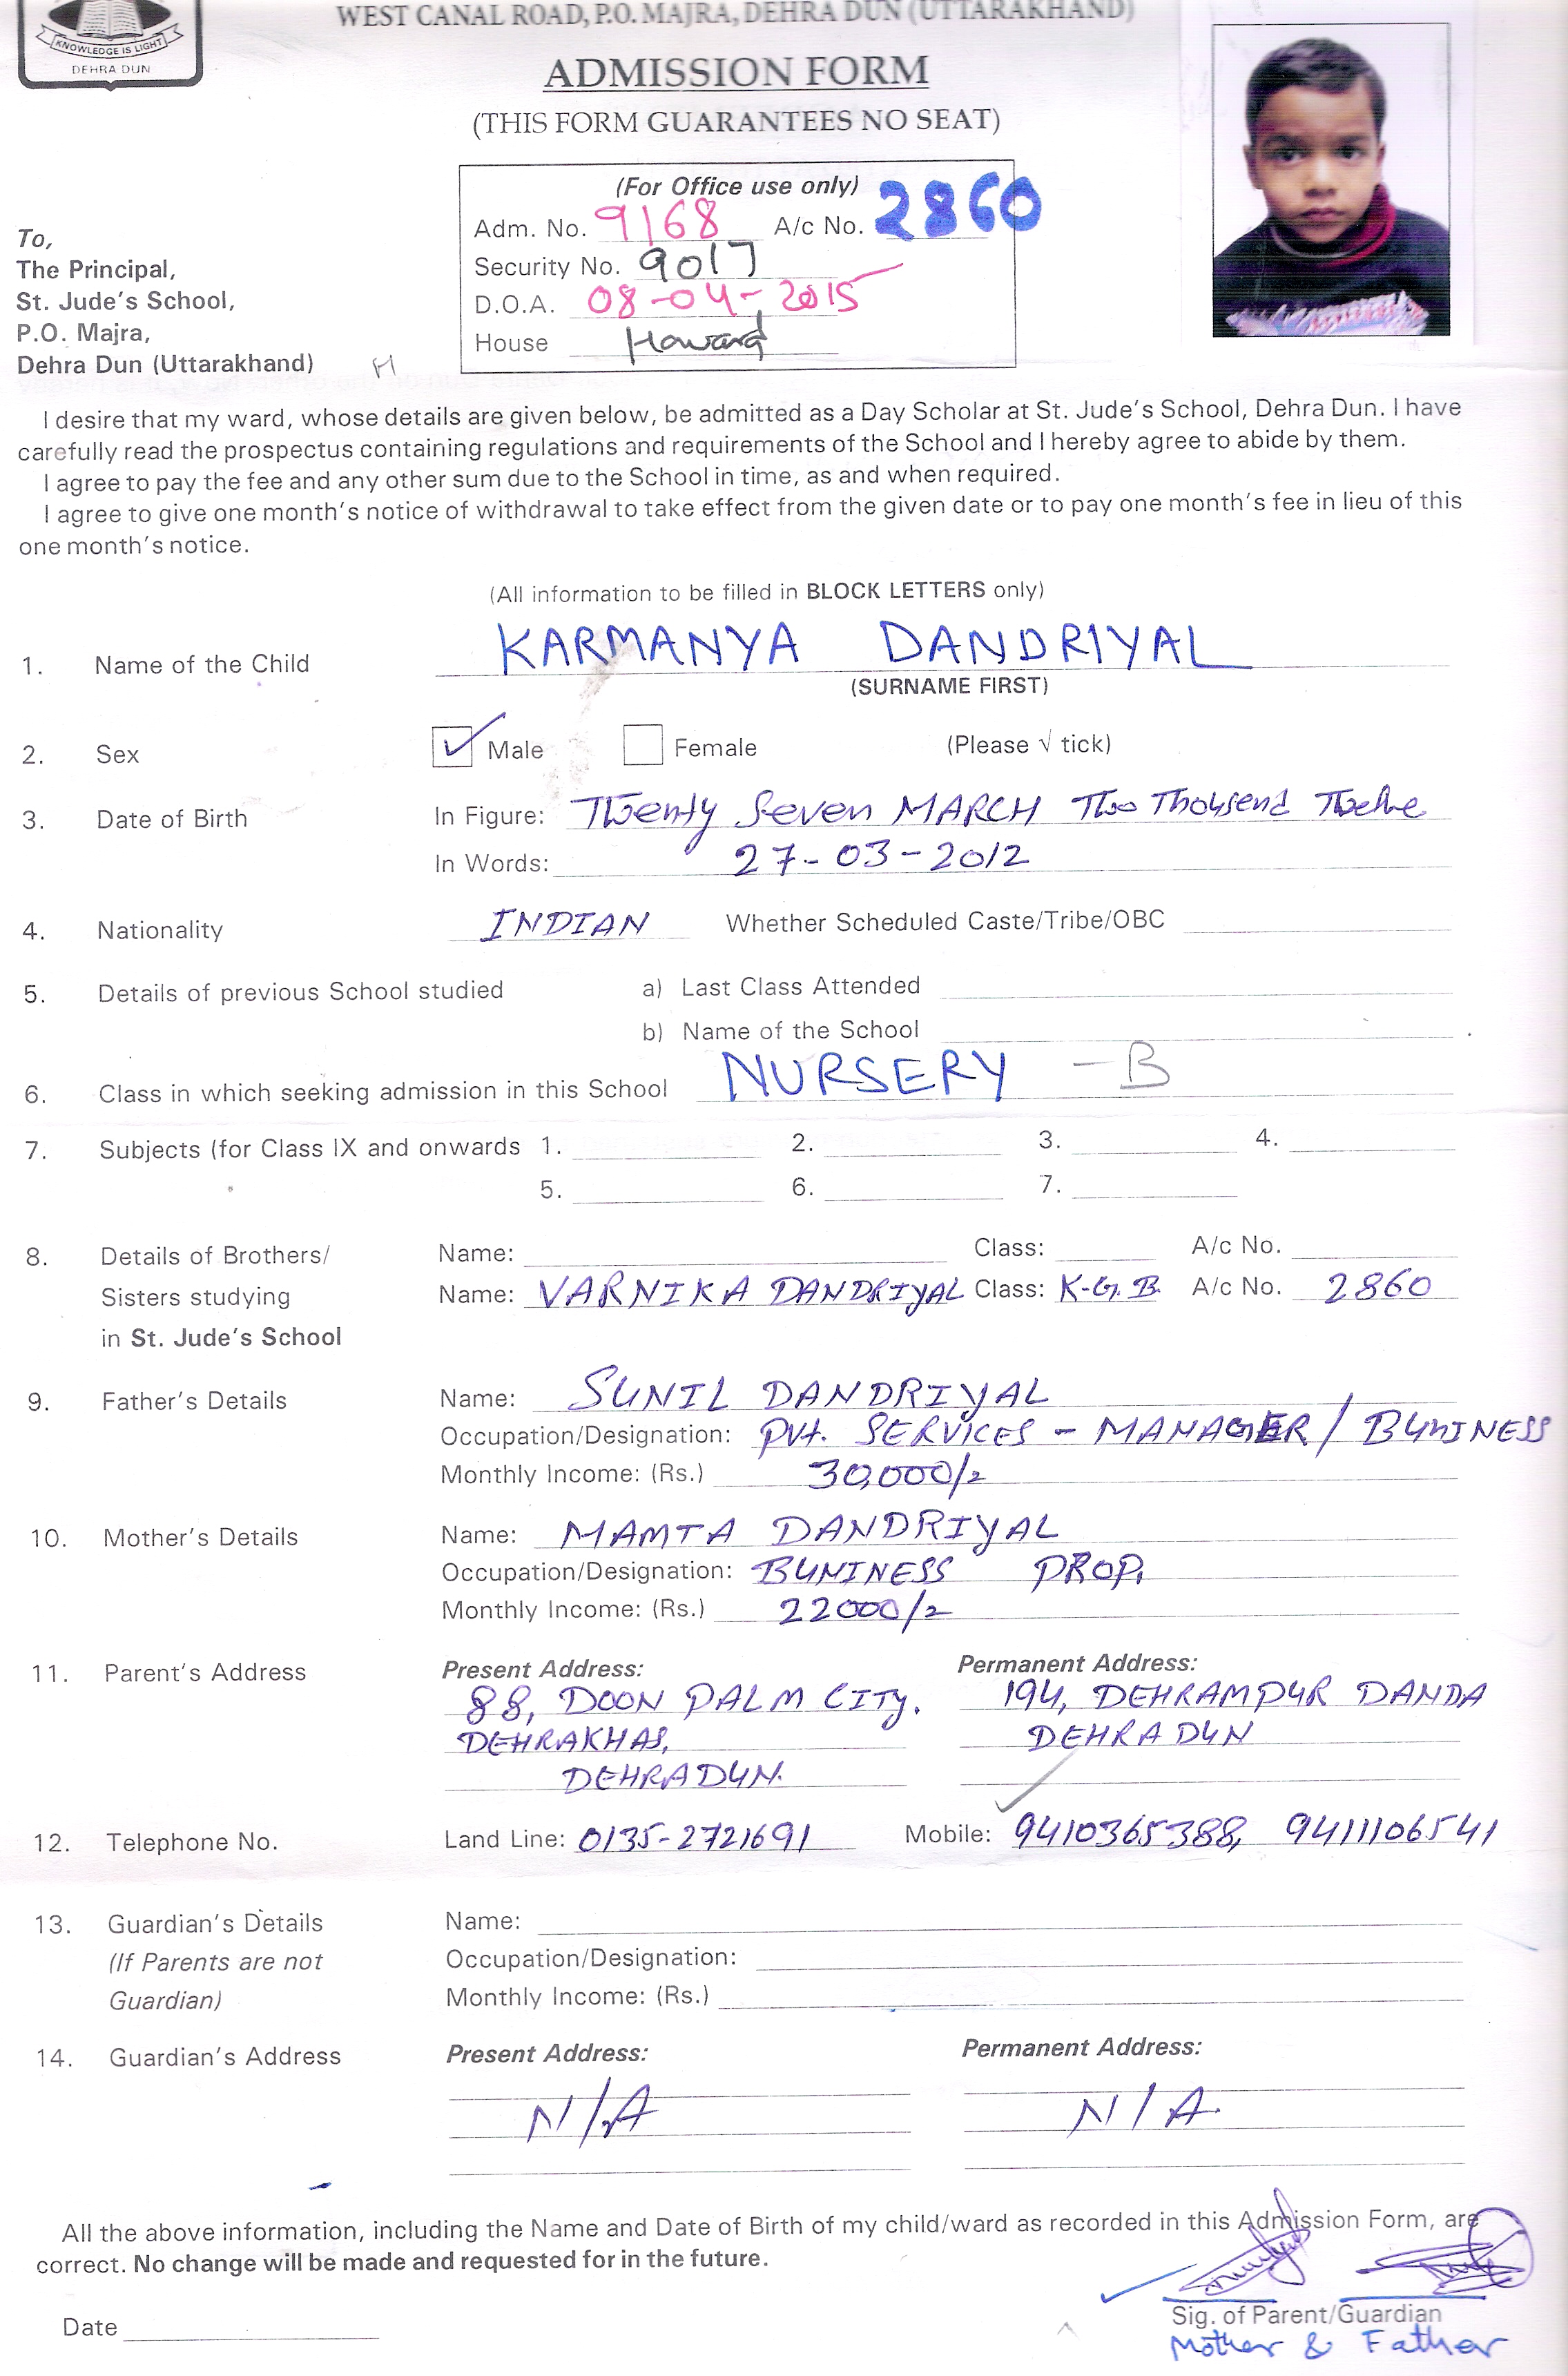 KNOWLEDGE IS LIGHT
DEHRA DUN
WEST CANAL ROAD, P.O. MAJRA, DEHRA DUN (UTTARAKHAND)
ADMISSION FORM
(THIS FORM GUARANTEES NO SEAT)
(For Office use only)
Adm. No. 9168 A/c No. 2860
Security No. 9017
D.O.A. 08-04-2015
House Howard
To,
The Principal,
St. Jude's School,
P.O. Majra,
Dehra Dun (Uttarakhand) H
I desire that my ward, whose details are given below, be admitted as a Day Scholar at St. Jude's School, Dehra Dun. I have
carefully read the prospectus containing regulations and requirements of the School and I hereby agree to abide by them.
I agree to pay the fee and any other sum due to the School in time, as and when required.
I agree to give one month's notice of withdrawal to take effect from the given date or to pay one month's fee in lieu of this
one month's notice.
(All information to be filled in BLOCK LETTERS only)
1. Name of the Child KARMANYA DANDRIYAL
(SURNAME FIRST)
2. Sex ✓ Male Female (Please √ tick)
3. Date of Birth In Figure: Twenty Seven MARCH Two Thousend Twelve
In Words: 27-03-2012
4. Nationality INDIAN Whether Scheduled Caste/Tribe/OBC
5. Details of previous School studied a) Last Class Attended
b) Name of the School
6. Class in which seeking admission in this School NURSERY - B
7. Subjects (for Class IX and onwards 1. 2. 3. 4.
5. 6. 7.
8. Details of Brothers/ Name: Class: A/c No.
Sisters studying Name: VARNIKA DANDRIYAL Class: K-G.B. A/c No. 2860
in St. Jude's School
9. Father's Details Name: SUNIL DANDRIYAL
Occupation/Designation: Pvt. SERVICES - MANAGER / BUNINESS
Monthly Income: (Rs.) 30,000/=
10. Mother's Details Name: MAMTA DANDRIYAL
Occupation/Designation: BUNINESS PROP.
Monthly Income: (Rs.) 22000/=
11. Parent's Address Present Address: Permanent Address:
88, DOON PALM CITY. 194, DEHRAMPUR DANDA
DEHRAKHAS, DEHRADUN
DEHRADUN.
12. Telephone No. Land Line: 0135-2721691 Mobile: 9410365388, 9411106541
13. Guardian's Details Name:
(If Parents are not Occupation/Designation:
Guardian) Monthly Income: (Rs.)
14. Guardian's Address Present Address: Permanent Address:
N/A N/A.
All the above information, including the Name and Date of Birth of my child/ward as recorded in this Admission Form, are
correct. No change will be made and requested for in the future.
Date
Sig. of Parent/Guardian
Mother & Father